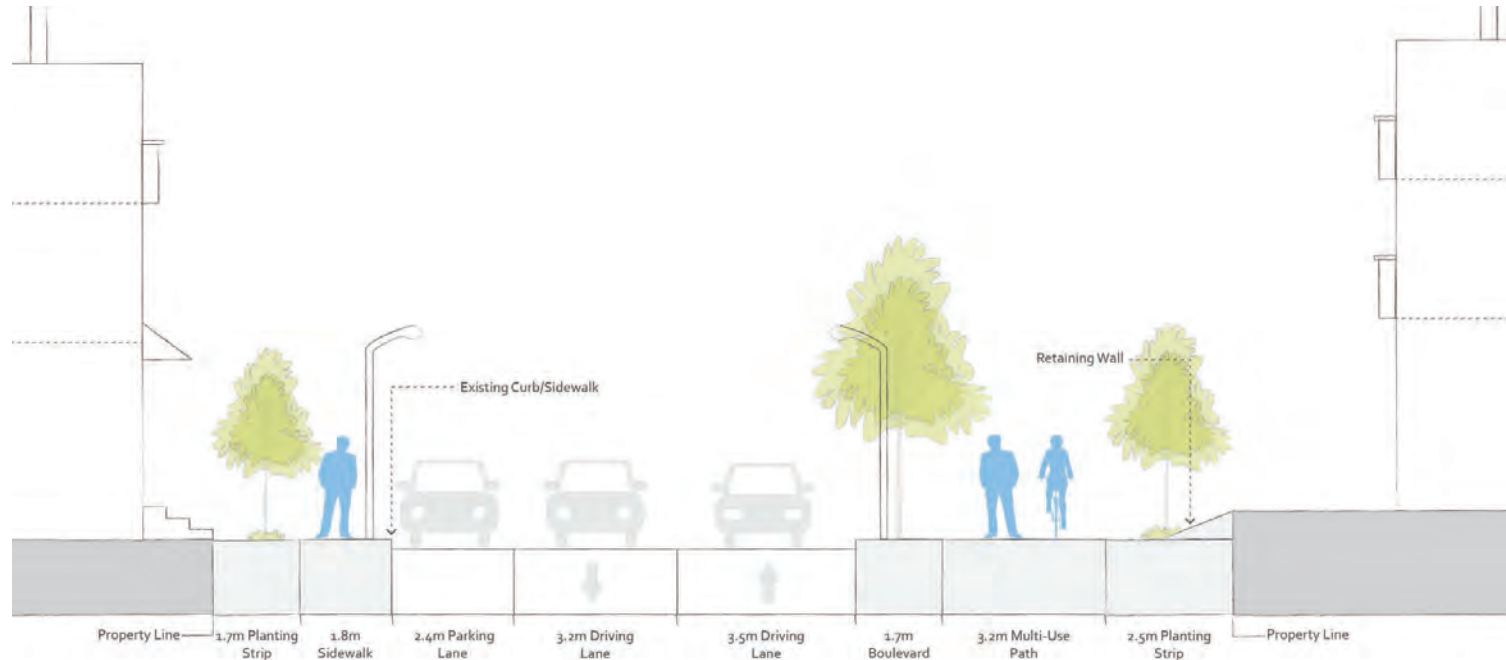 Existing Curb/Sidewalk
Retaining Wall
Property Line
1.7m Planting
Strip
1.8m
Sidewalk
2.4m Parking
Lane
3.2m Driving
Lane
3.5m Driving
Lane
1.7m
Boulevard
3.2m Multi-Use
Path
2.5m Planting
Strip
Property Line